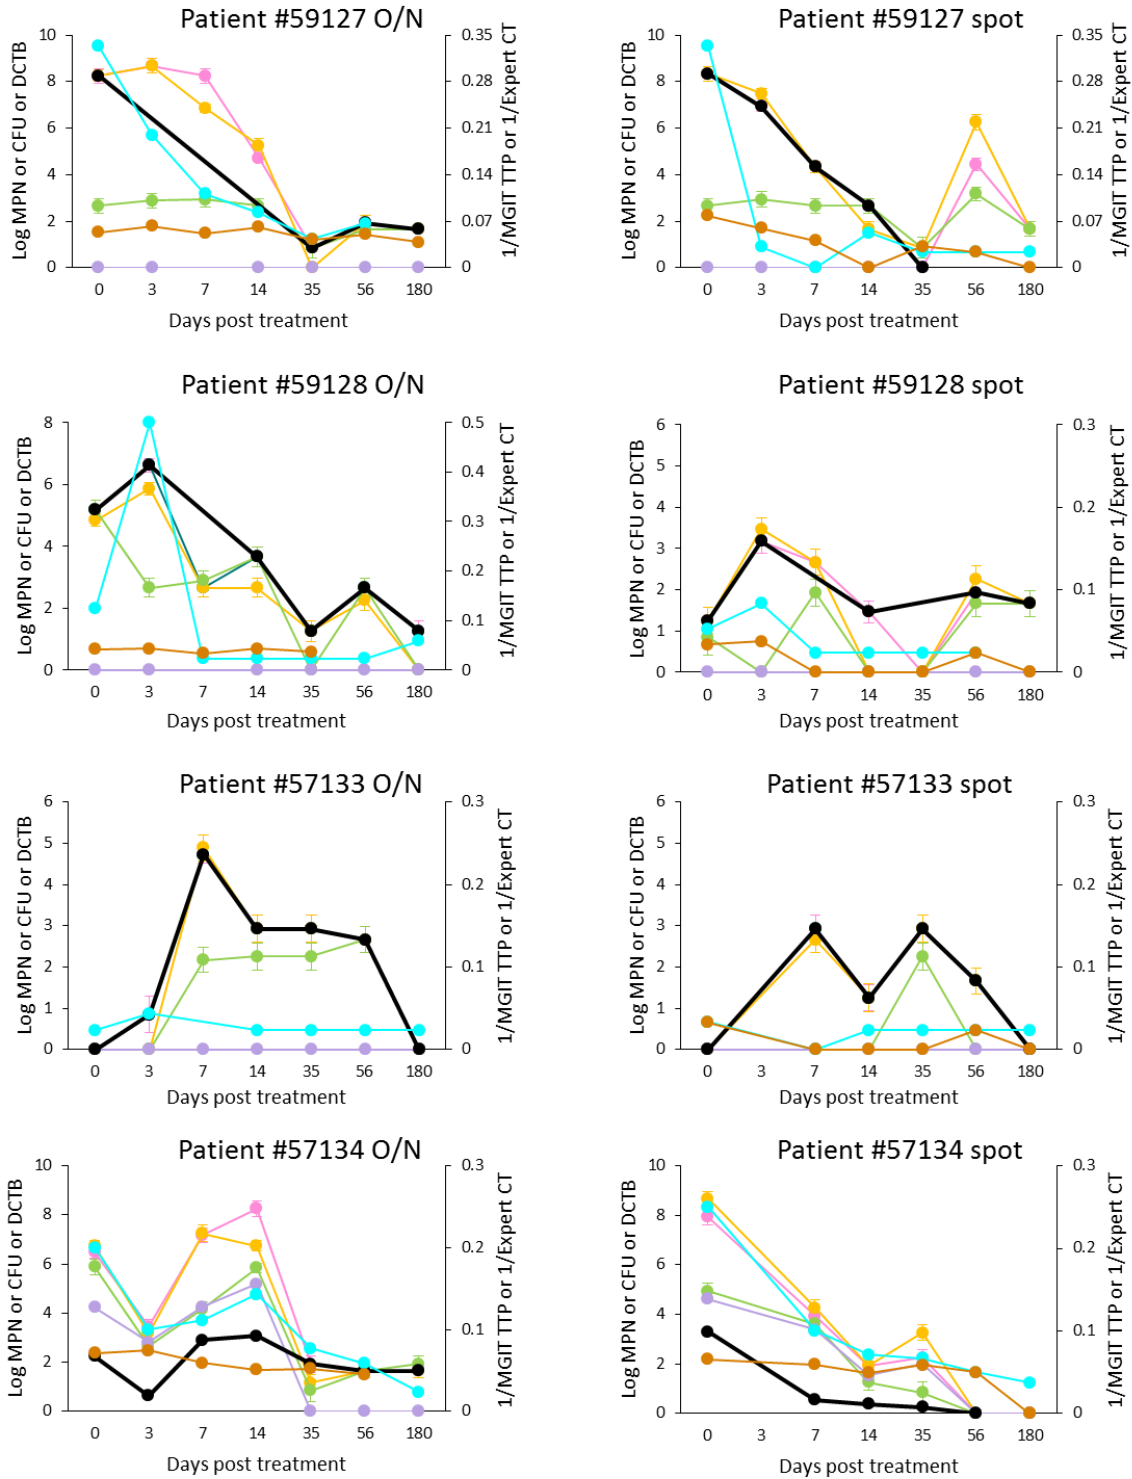 Patient #59127 O/N
Log MPN or CFU or DCTB
10
8
6
4
2
0
0.35
0.28
0.21
0.14
0.07
0
1/MGIT TTP or 1/Expert CT
0 3 7 14 35 56 180
Days post treatment
Patient #59127 spot
Log MPN or CFU or DCTB
10
8
6
4
2
0
0.35
0.28
0.21
0.14
0.07
0
1/MGIT TTP or 1/Expert CT
0 3 7 14 35 56 180
Days post treatment
Patient #59128 O/N
Log MPN or CFU or DCTB
8
6
4
2
0
0.5
0.4
0.3
0.2
0.1
0
1/MGIT TTP or 1/Expert CT
0 3 7 14 35 56 180
Days post treatment
Patient #59128 spot
Log MPN or CFU or DCTB
6
5
4
3
2
1
0
0.3
0.2
0.1
0
1/MGIT TTP or 1/Expert CT
0 3 7 14 35 56 180
Days post treatment
Patient #57133 O/N
Log MPN or CFU or DCTB
6
5
4
3
2
1
0
0.3
0.2
0.1
0
1/MGIT TTP or 1/Expert CT
0 3 7 14 35 56 180
Days post treatment
Patient #57133 spot
Log MPN or CFU or DCTB
6
5
4
3
2
1
0
0.3
0.2
0.1
0
1/MGIT TTP or 1/Expert CT
0 3 7 14 35 56 180
Days post treatment
Patient #57134 O/N
Log MPN or CFU or DCTB
10
8
6
4
2
0
0.3
0.2
0.1
0
1/MGIT TTP or 1/Expert CT
0 3 7 14 35 56 180
Days post treatment
Patient #57134 spot
Log MPN or CFU or DCTB
10
8
6
4
2
0
0.3
0.2
0.1
0
1/MGIT TTP or 1/Expert CT
0 3 7 14 35 56 180
Days post treatment